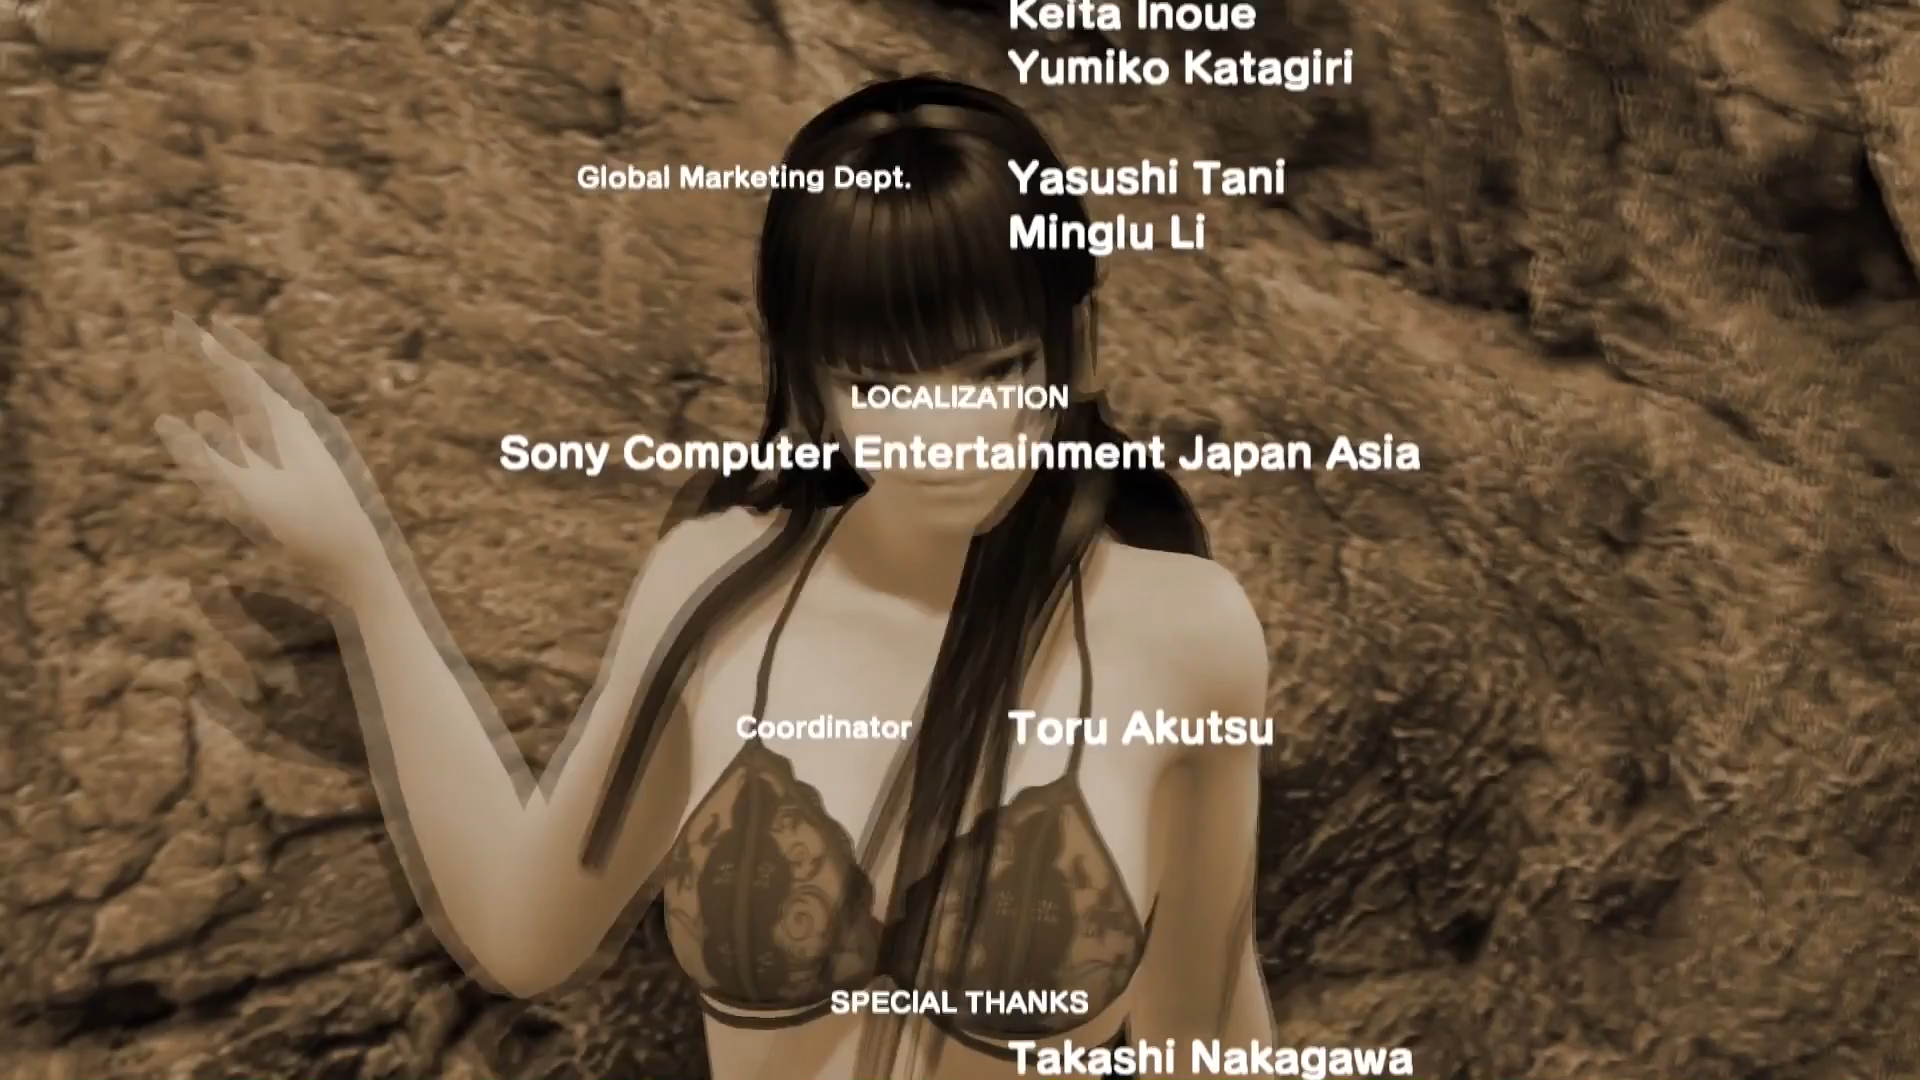 Keita Inoue
Yumiko Katagiri
Global Marketing Dept. Yasushi Tani
Minglu Li
LOCALIZATION
Sony Computer Entertainment Japan Asia
Coordinator Toru Akutsu
SPECIAL THANKS
Takashi Nakagawa